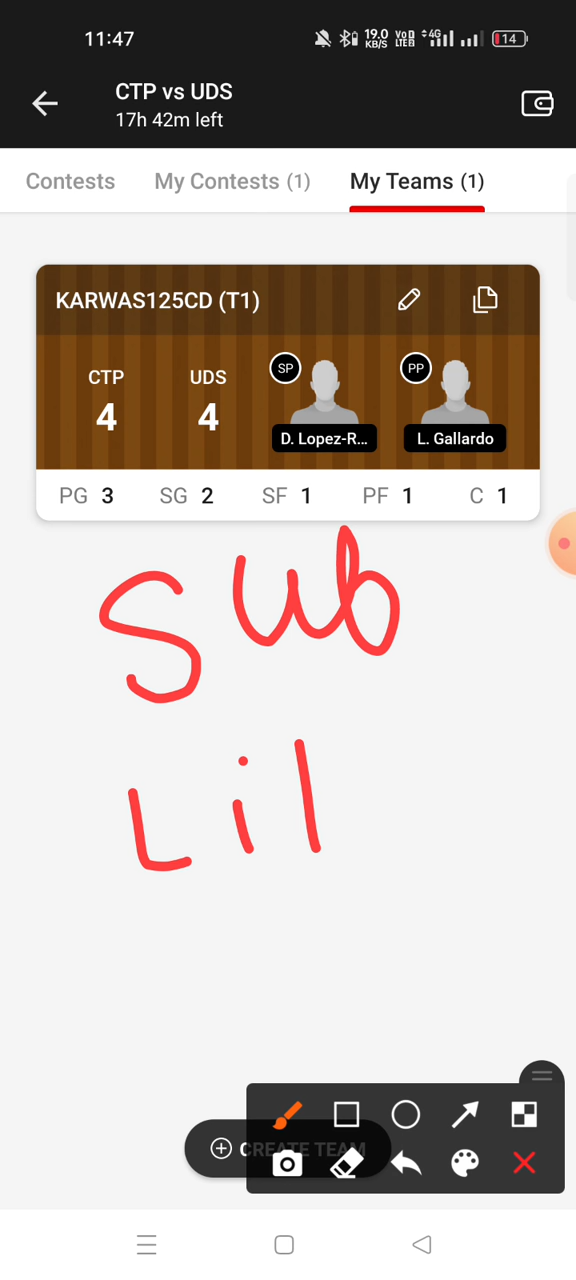 11:47 19.0 KB/S VoD LTE 4G 14
CTP vs UDS
17h 42m left
Contests My Contests (1) My Teams (1)
KARWAS125CD (T1)
CTP UDS SP PP
4 4
D. Lopez-R... L. Gallardo
PG 3 SG 2 SF 1 PF 1 C 1
Sub
Lil
CREATE TEAM